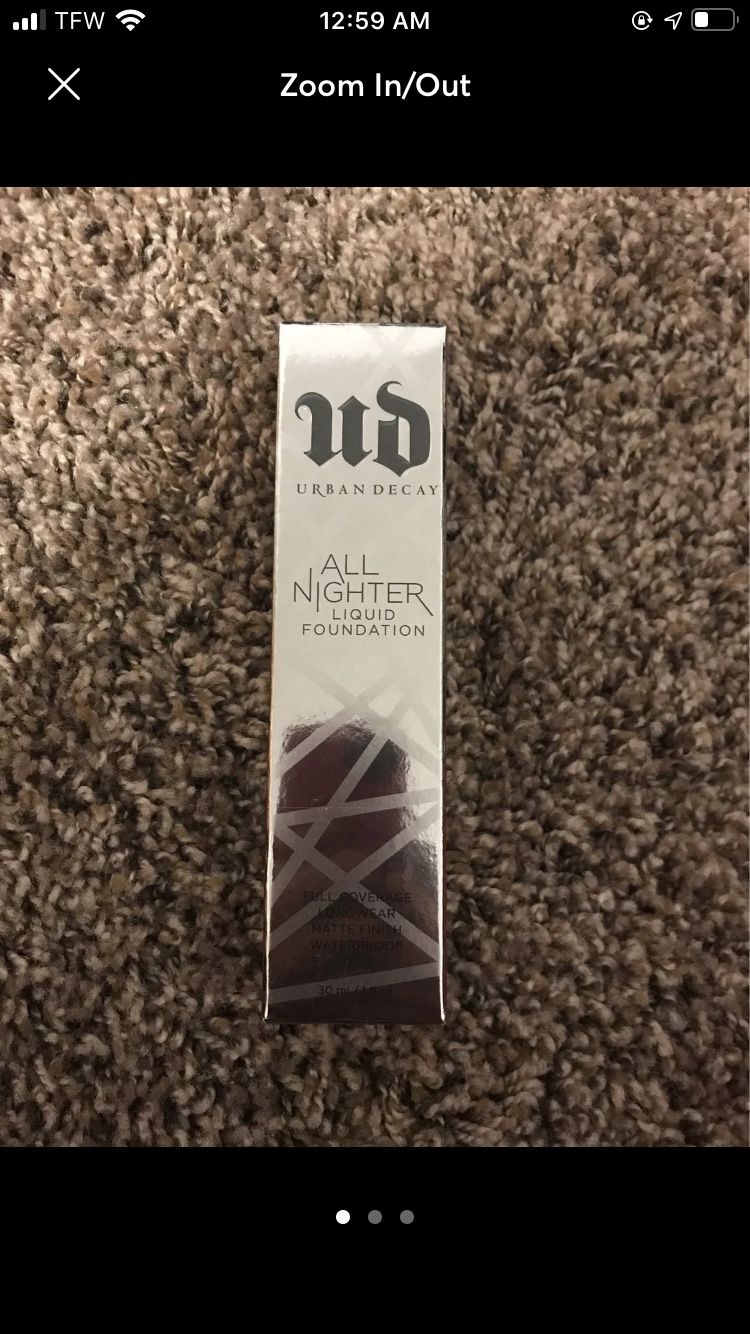 TFW
12:59 AM
Zoom In/Out
ud
URBAN DECAY
ALL
NIGHTER
LIQUID
FOUNDATION
FULL COVERAGE
LONGWEAR
MATTE FINISH
WATERPROOF
30 ml / 1 fl oz